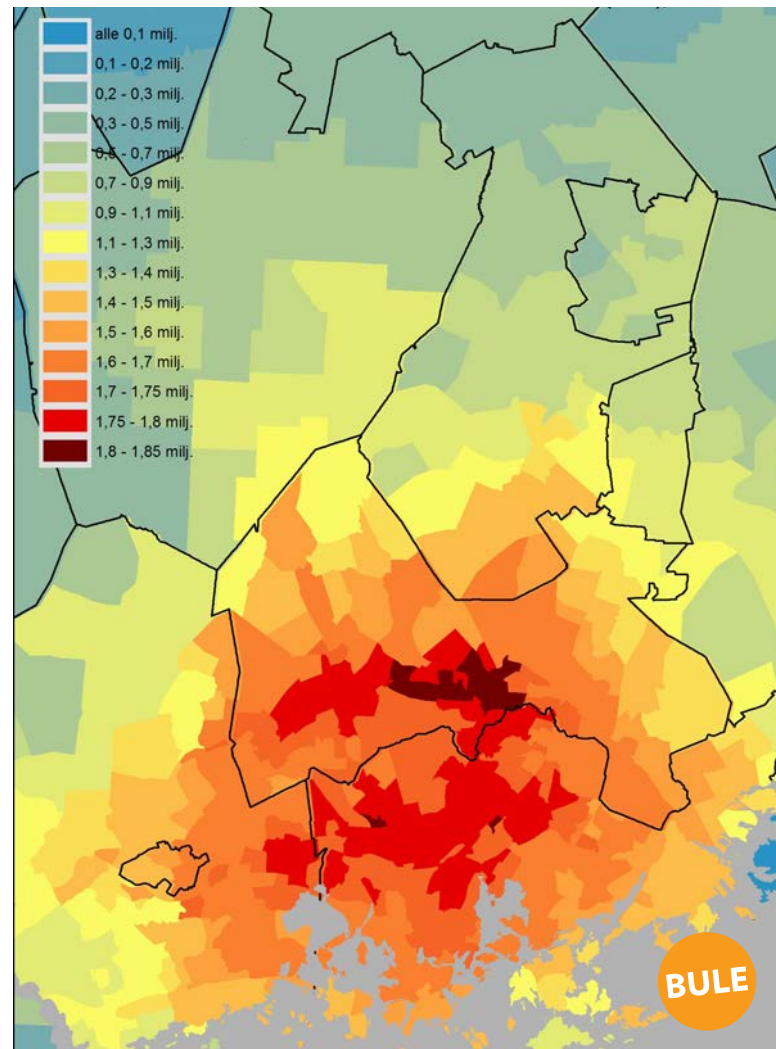 alle 0,1 milj.
0,1 - 0,2 milj.
0,2 - 0,3 milj.
0,3 - 0,5 milj.
0,5 - 0,7 milj.
0,7 - 0,9 milj.
0,9 - 1,1 milj.
1,1 - 1,3 milj.
1,3 - 1,4 milj.
1,4 - 1,5 milj.
1,5 - 1,6 milj.
1,6 - 1,7 milj.
1,7 - 1,75 milj.
1,75 - 1,8 milj.
1,8 - 1,85 milj.
BULE